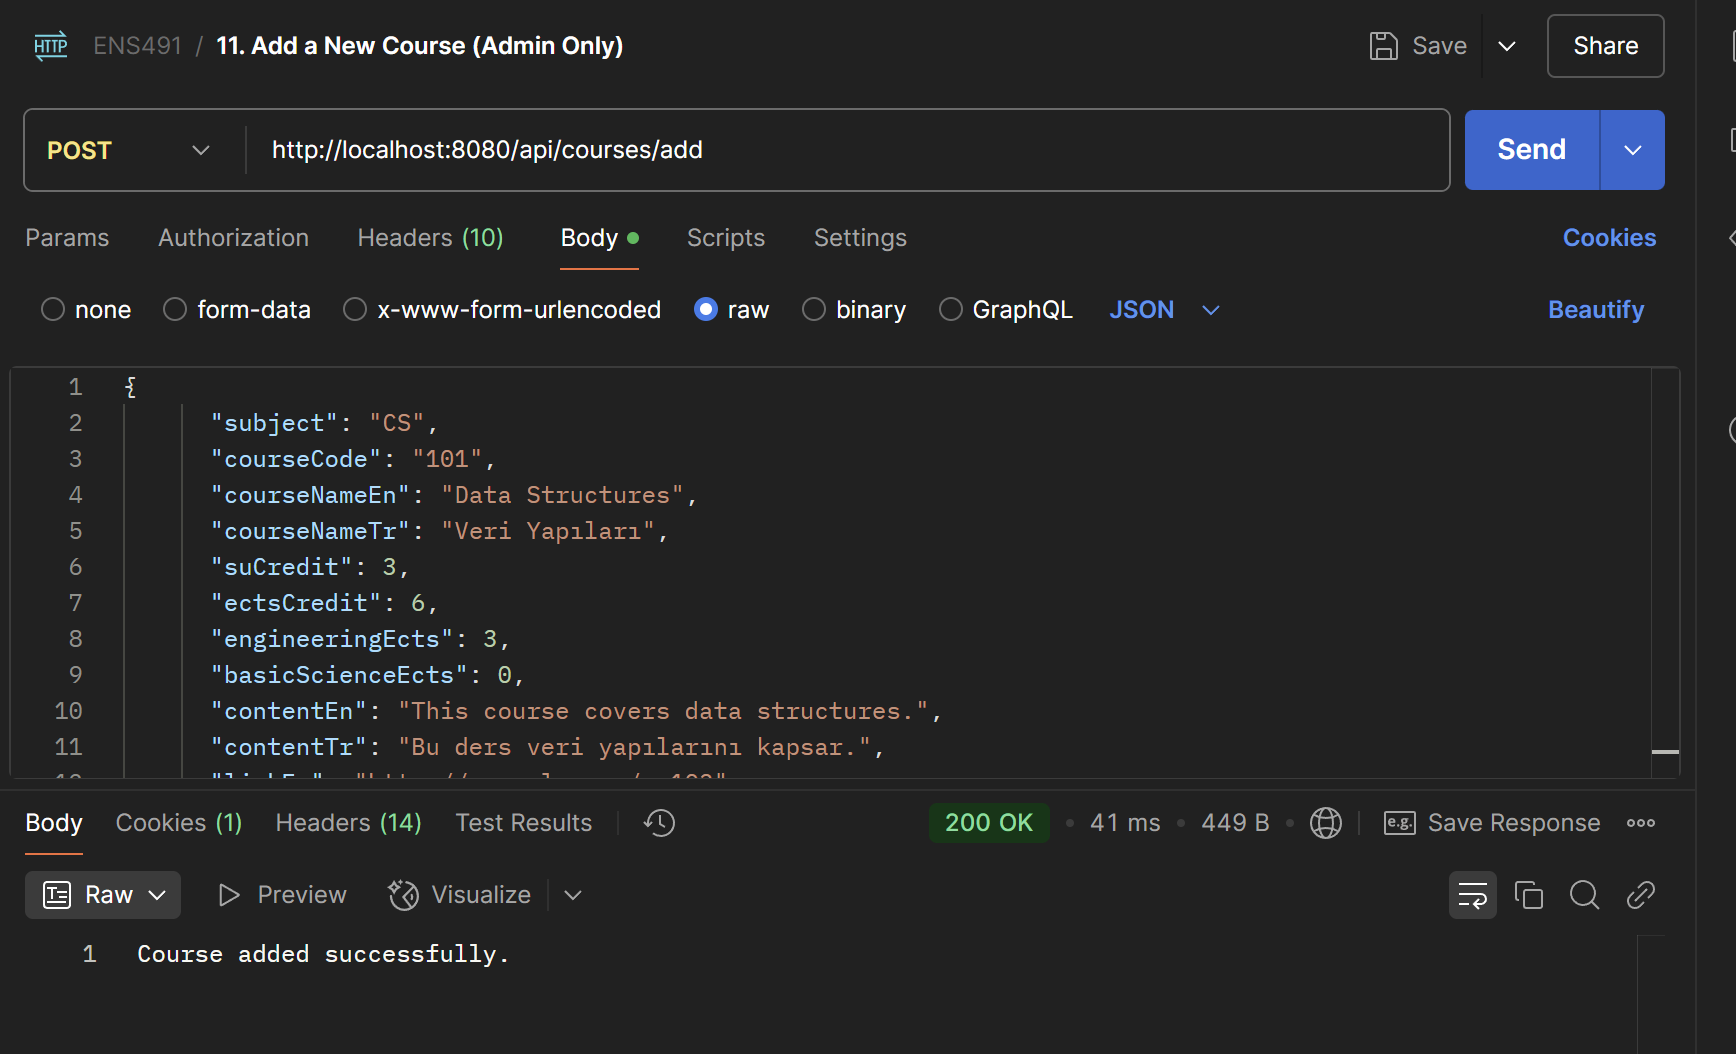 HTTP ENS491 / 11. Add a New Course (Admin Only) Save Share
POST http://localhost:8080/api/courses/add Send
Params Authorization Headers (10) Body Scripts Settings Cookies
none form-data x-www-form-urlencoded raw binary GraphQL JSON Beautify
1 {
2 "subject": "CS",
3 "courseCode": "101",
4 "courseNameEn": "Data Structures",
5 "courseNameTr": "Veri Yapıları",
6 "suCredit": 3,
7 "ectsCredit": 6,
8 "engineeringEcts": 3,
9 "basicScienceEcts": 0,
10 "contentEn": "This course covers data structures.",
11 "contentTr": "Bu ders veri yapılarını kapsar.",
Body Cookies (1) Headers (14) Test Results 200 OK • 41 ms • 449 B • e.g. Save Response
Raw Preview Visualize
1 Course added successfully.